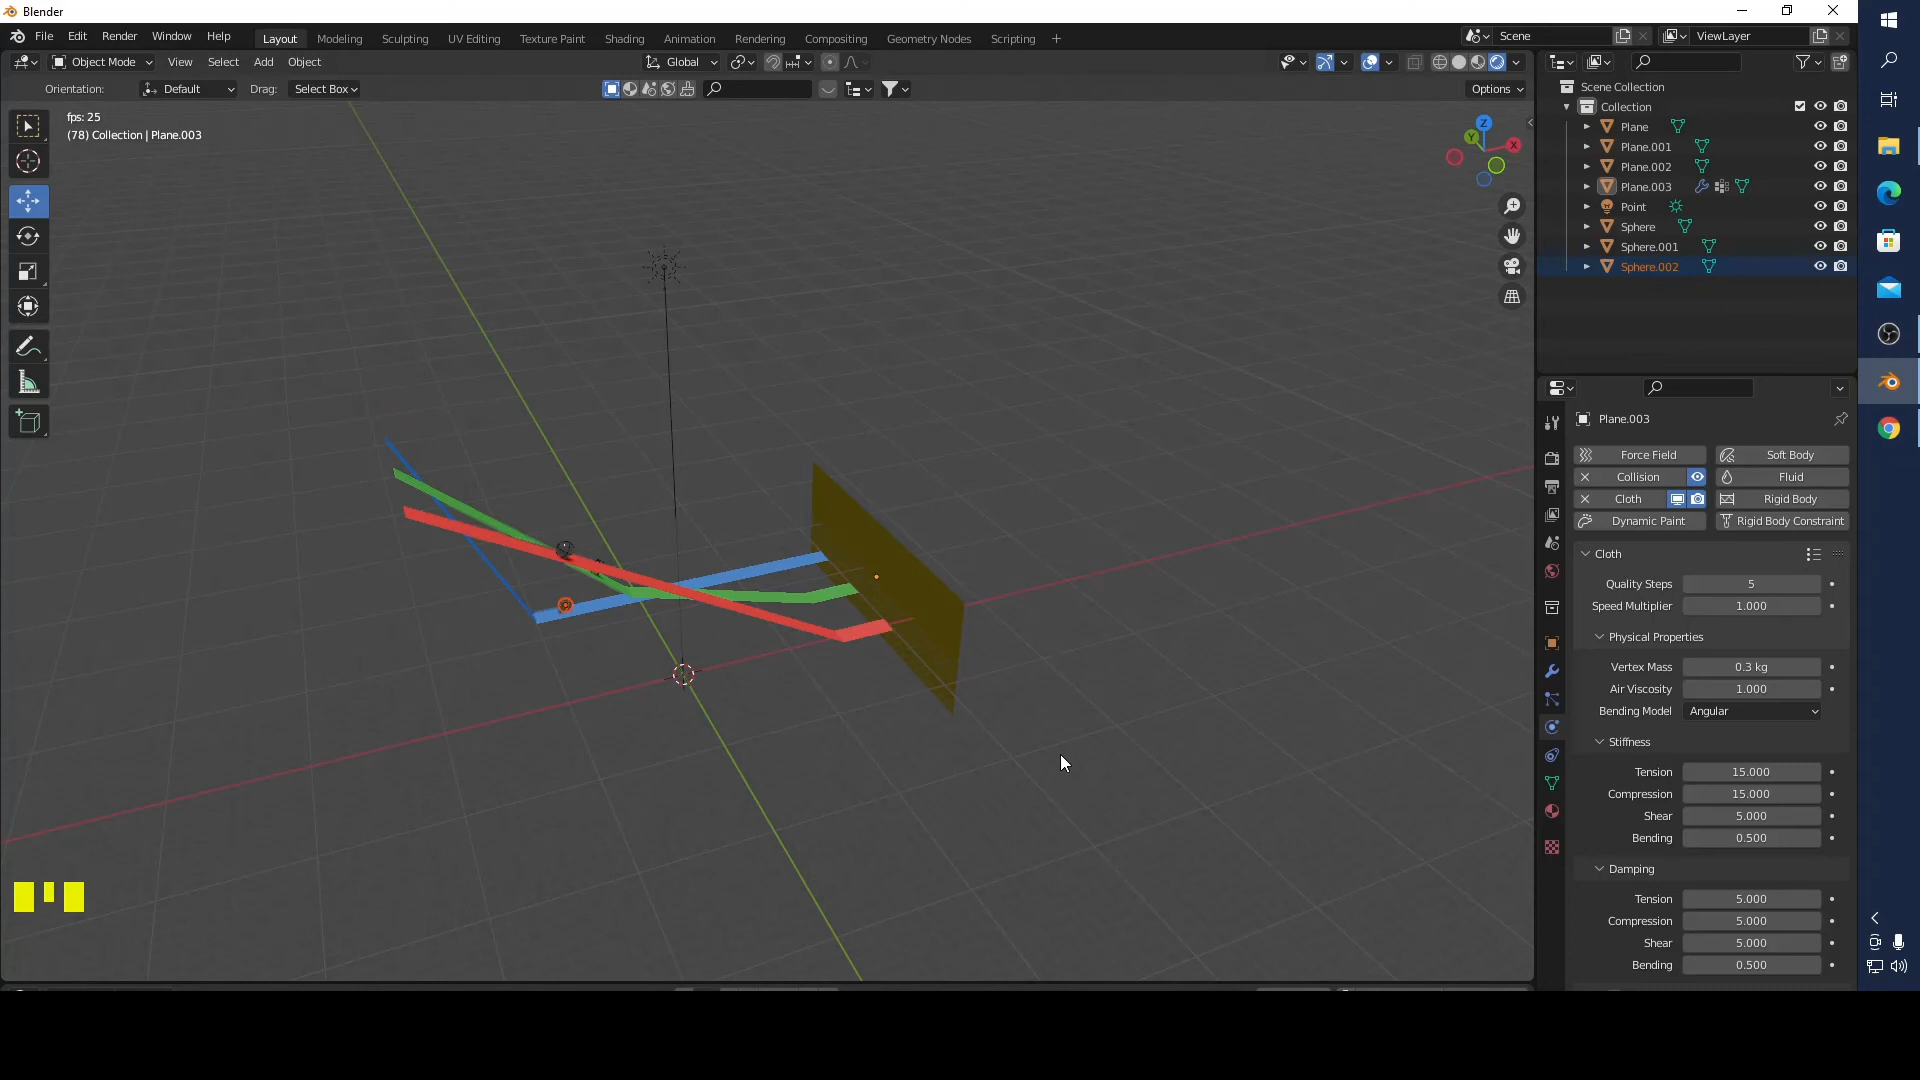 Blender
File Edit Render Window Help
Layout Modeling Sculpting UV Editing Texture Paint Shading Animation Rendering Compositing Geometry Nodes Scripting
Scene ViewLayer
Object Mode View Select Add Object Global
Orientation: Default Drag: Select Box Options
fps: 25
(78) Collection | Plane.003
Z
Y X
Scene Collection
Collection
Plane
Plane.001
Plane.002
Plane.003
Point
Sphere
Sphere.001
Sphere.002
Plane.003
Force Field Soft Body
Collision Fluid
Cloth Rigid Body
Dynamic Paint Rigid Body Constraint
Cloth
Quality Steps 5
Speed Multiplier 1.000
Physical Properties
Vertex Mass 0.3 kg
Air Viscosity 1.000
Bending Model Angular
Stiffness
Tension 15.000
Compression 15.000
Shear 5.000
Bending 0.500
Damping
Tension 5.000
Compression 5.000
Shear 5.000
Bending 0.500